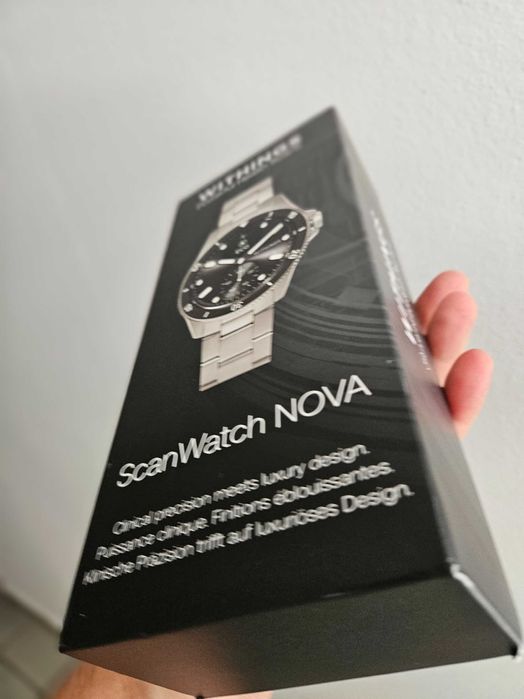 WITHINGS
ScanWatch NOVA
Clinical precision meets luxury design.
Puissance clinique. Finitions éblouissantes.
Klinische Präzision trifft auf luxuriöses Design.